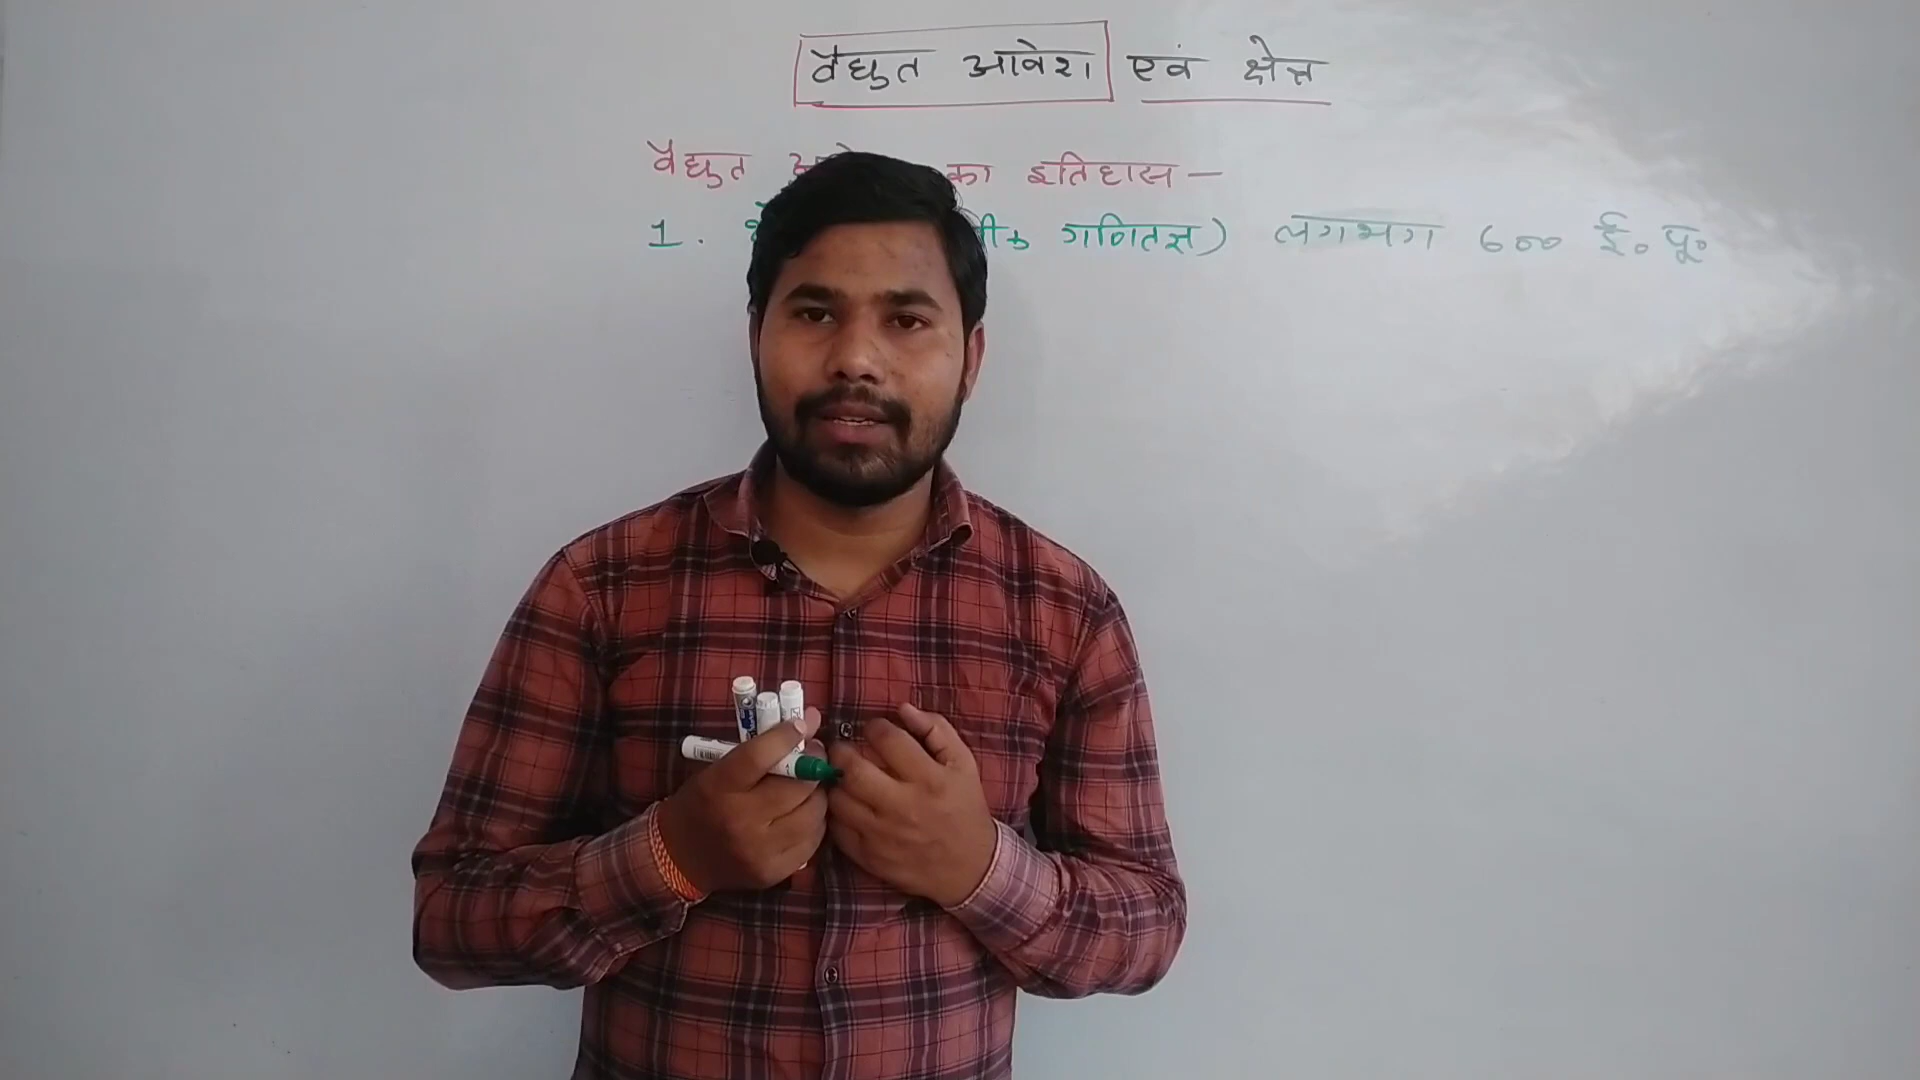 वैद्युत आवेश एवं क्षेत्र
वैद्युत का इतिहास –
1. गणितज्ञ) लगभग 600 ई॰ पू॰